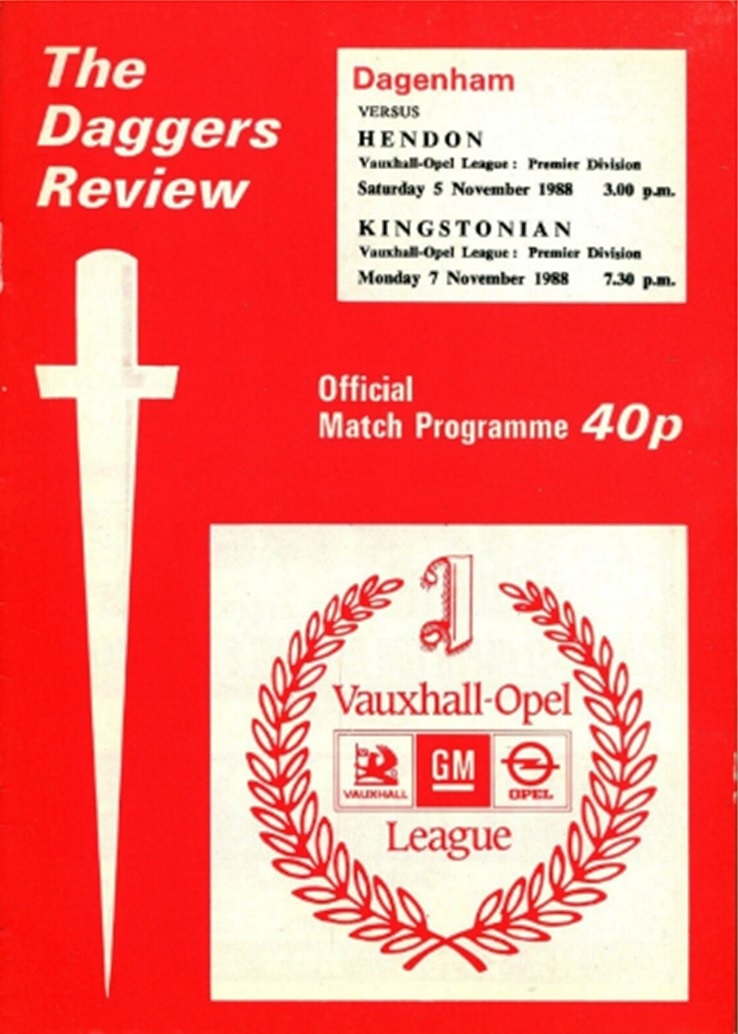 The
Daggers
Review
Dagenham
VERSUS
HENDON
Vauxhall-Opel League : Premier Division
Saturday 5 November 1988 3.00 p.m.
KINGSTONIAN
Vauxhall-Opel League : Premier Division
Monday 7 November 1988 7.30 p.m.
Official
Match Programme 40p
Vauxhall-Opel
VAUXHALL GM OPEL
League